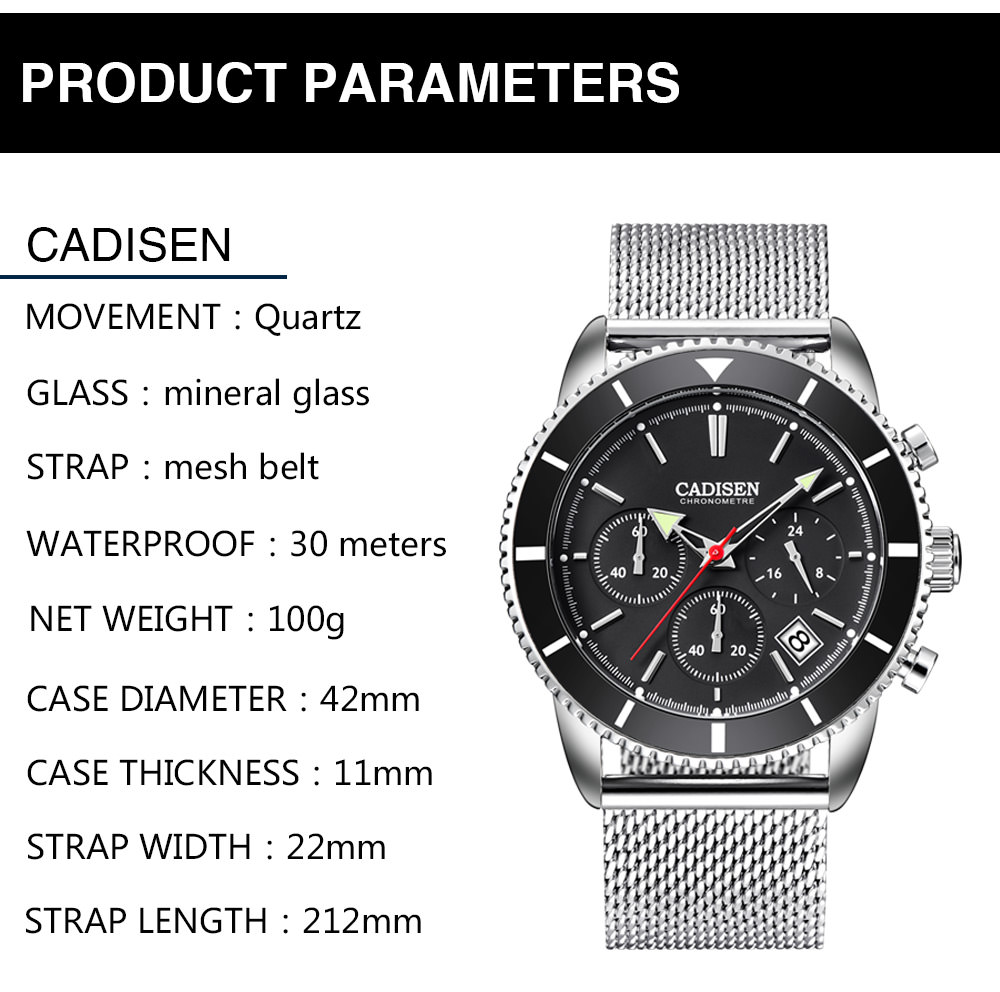 PRODUCT PARAMETERS
CADISEN
MOVEMENT : Quartz
GLASS : mineral glass
STRAP : mesh belt
WATERPROOF : 30 meters
NET WEIGHT : 100g
CASE DIAMETER : 42mm
CASE THICKNESS : 11mm
STRAP WIDTH : 22mm
STRAP LENGTH : 212mm
CADISEN
CHRONOMETRE
60
40 20
24
16 8
60
40 20
8